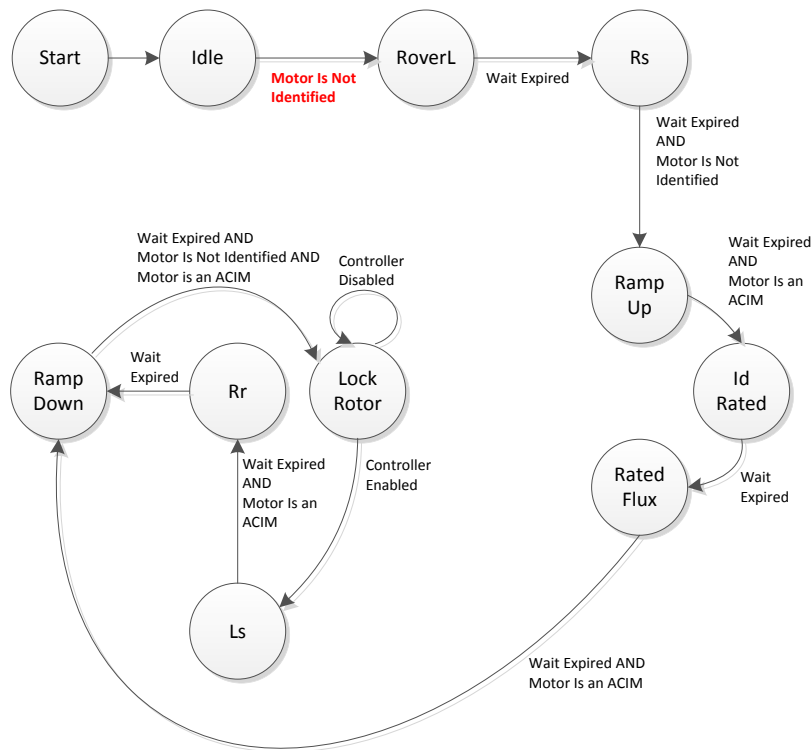 Start
Idle
RoverL
Rs
Motor Is Not
Identified
Wait Expired
Wait Expired
AND
Motor Is Not
Identified
Wait Expired AND
Motor Is Not Identified AND
Motor is an ACIM
Controller
Disabled
Wait Expired
AND
Motor Is an
ACIM
Ramp
Up
Wait
Expired
Ramp
Down
Rr
Lock
Rotor
Id
Rated
Wait Expired
AND
Motor Is an
ACIM
Controller
Enabled
Rated
Flux
Wait
Expired
Ls
Wait Expired AND
Motor Is an ACIM